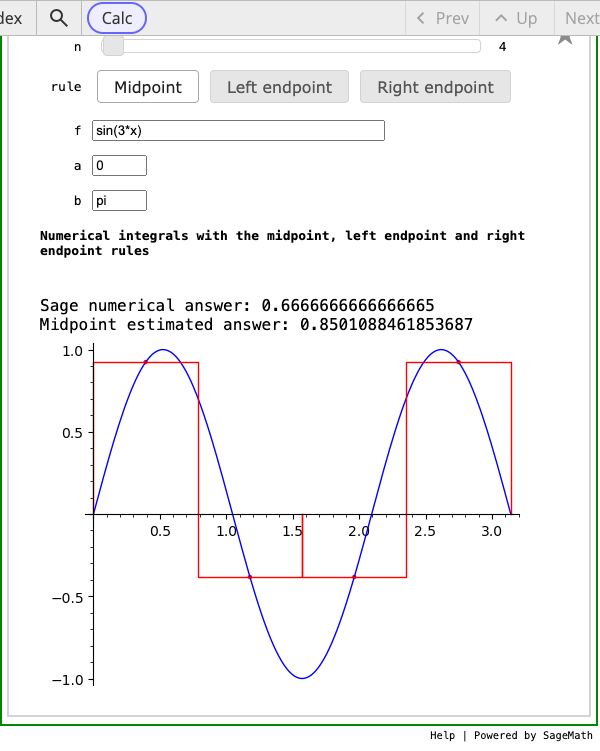 dex Calc Prev Up Next
n 4
rule Midpoint Left endpoint Right endpoint
f sin(3*x)
a 0
b pi
Numerical integrals with the midpoint, left endpoint and right
endpoint rules
Sage numerical answer: 0.6666666666666665
Midpoint estimated answer: 0.8501088461853687
1.0
0.5
0.5 1.0 1.5 2.0 2.5 3.0
−0.5
−1.0
Help | Powered by SageMath